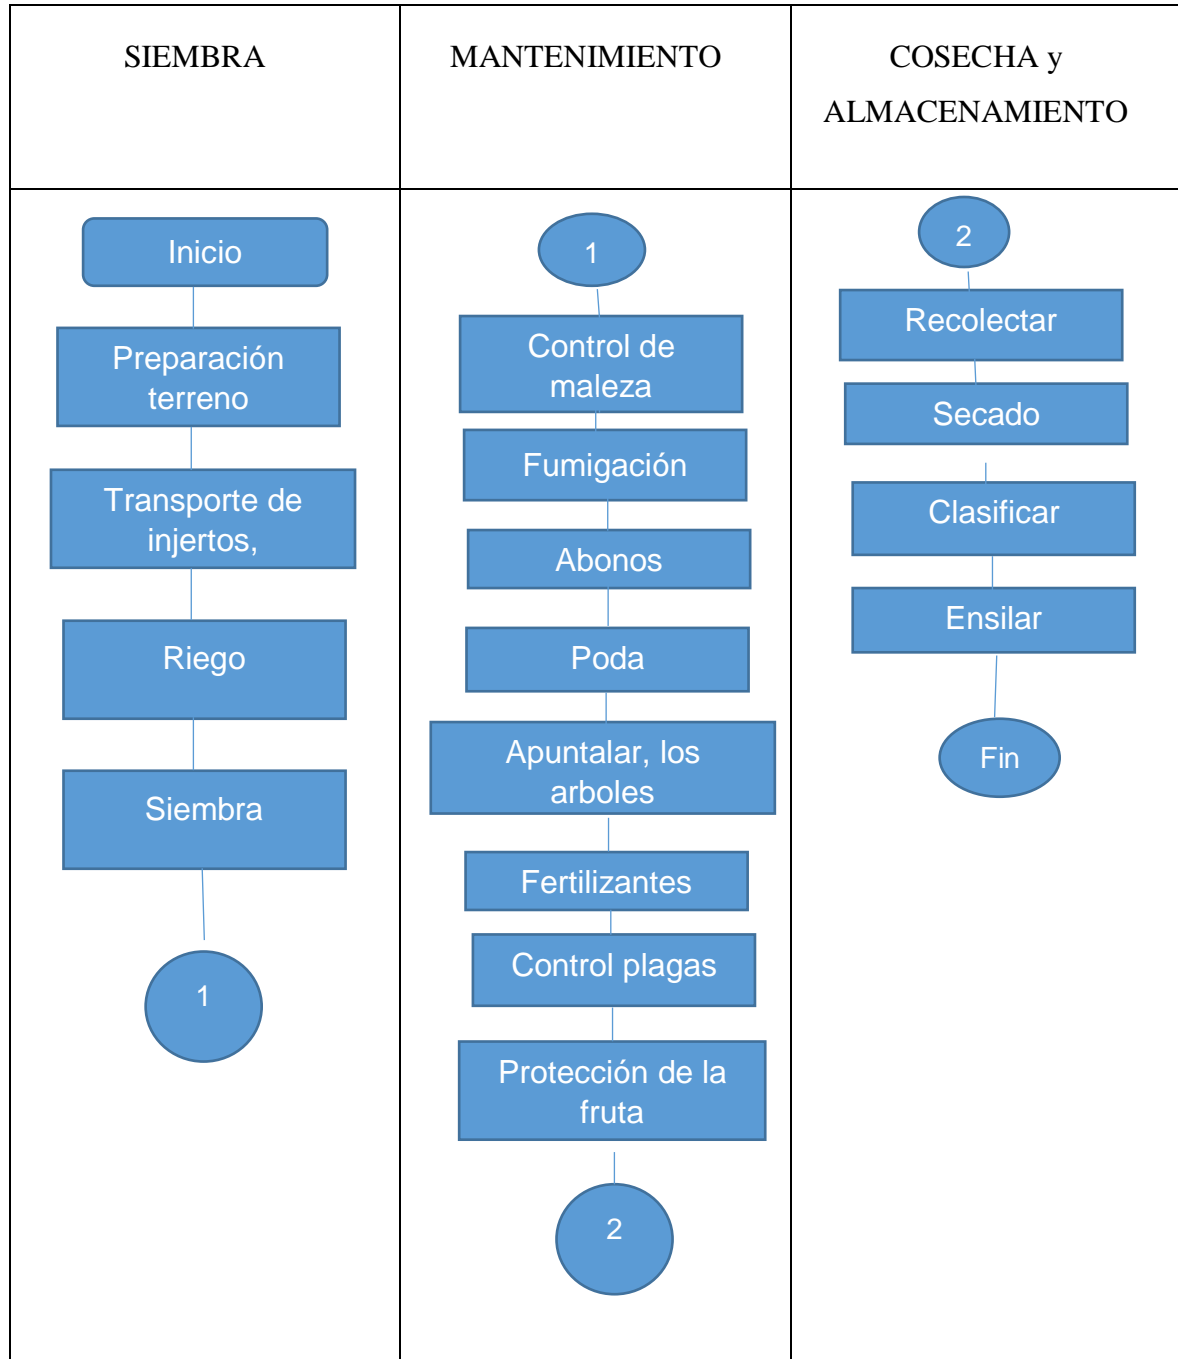 SIEMBRA
MANTENIMIENTO
COSECHA y
ALMACENAMIENTO
Inicio
Preparación
terreno
Transporte de
injertos,
Riego
Siembra
1
1
Control de
maleza
Fumigación
Abonos
Poda
Apuntalar, los
arboles
Fertilizantes
Control plagas
Protección de la
fruta
2
2
Recolectar
Secado
Clasificar
Ensilar
Fin